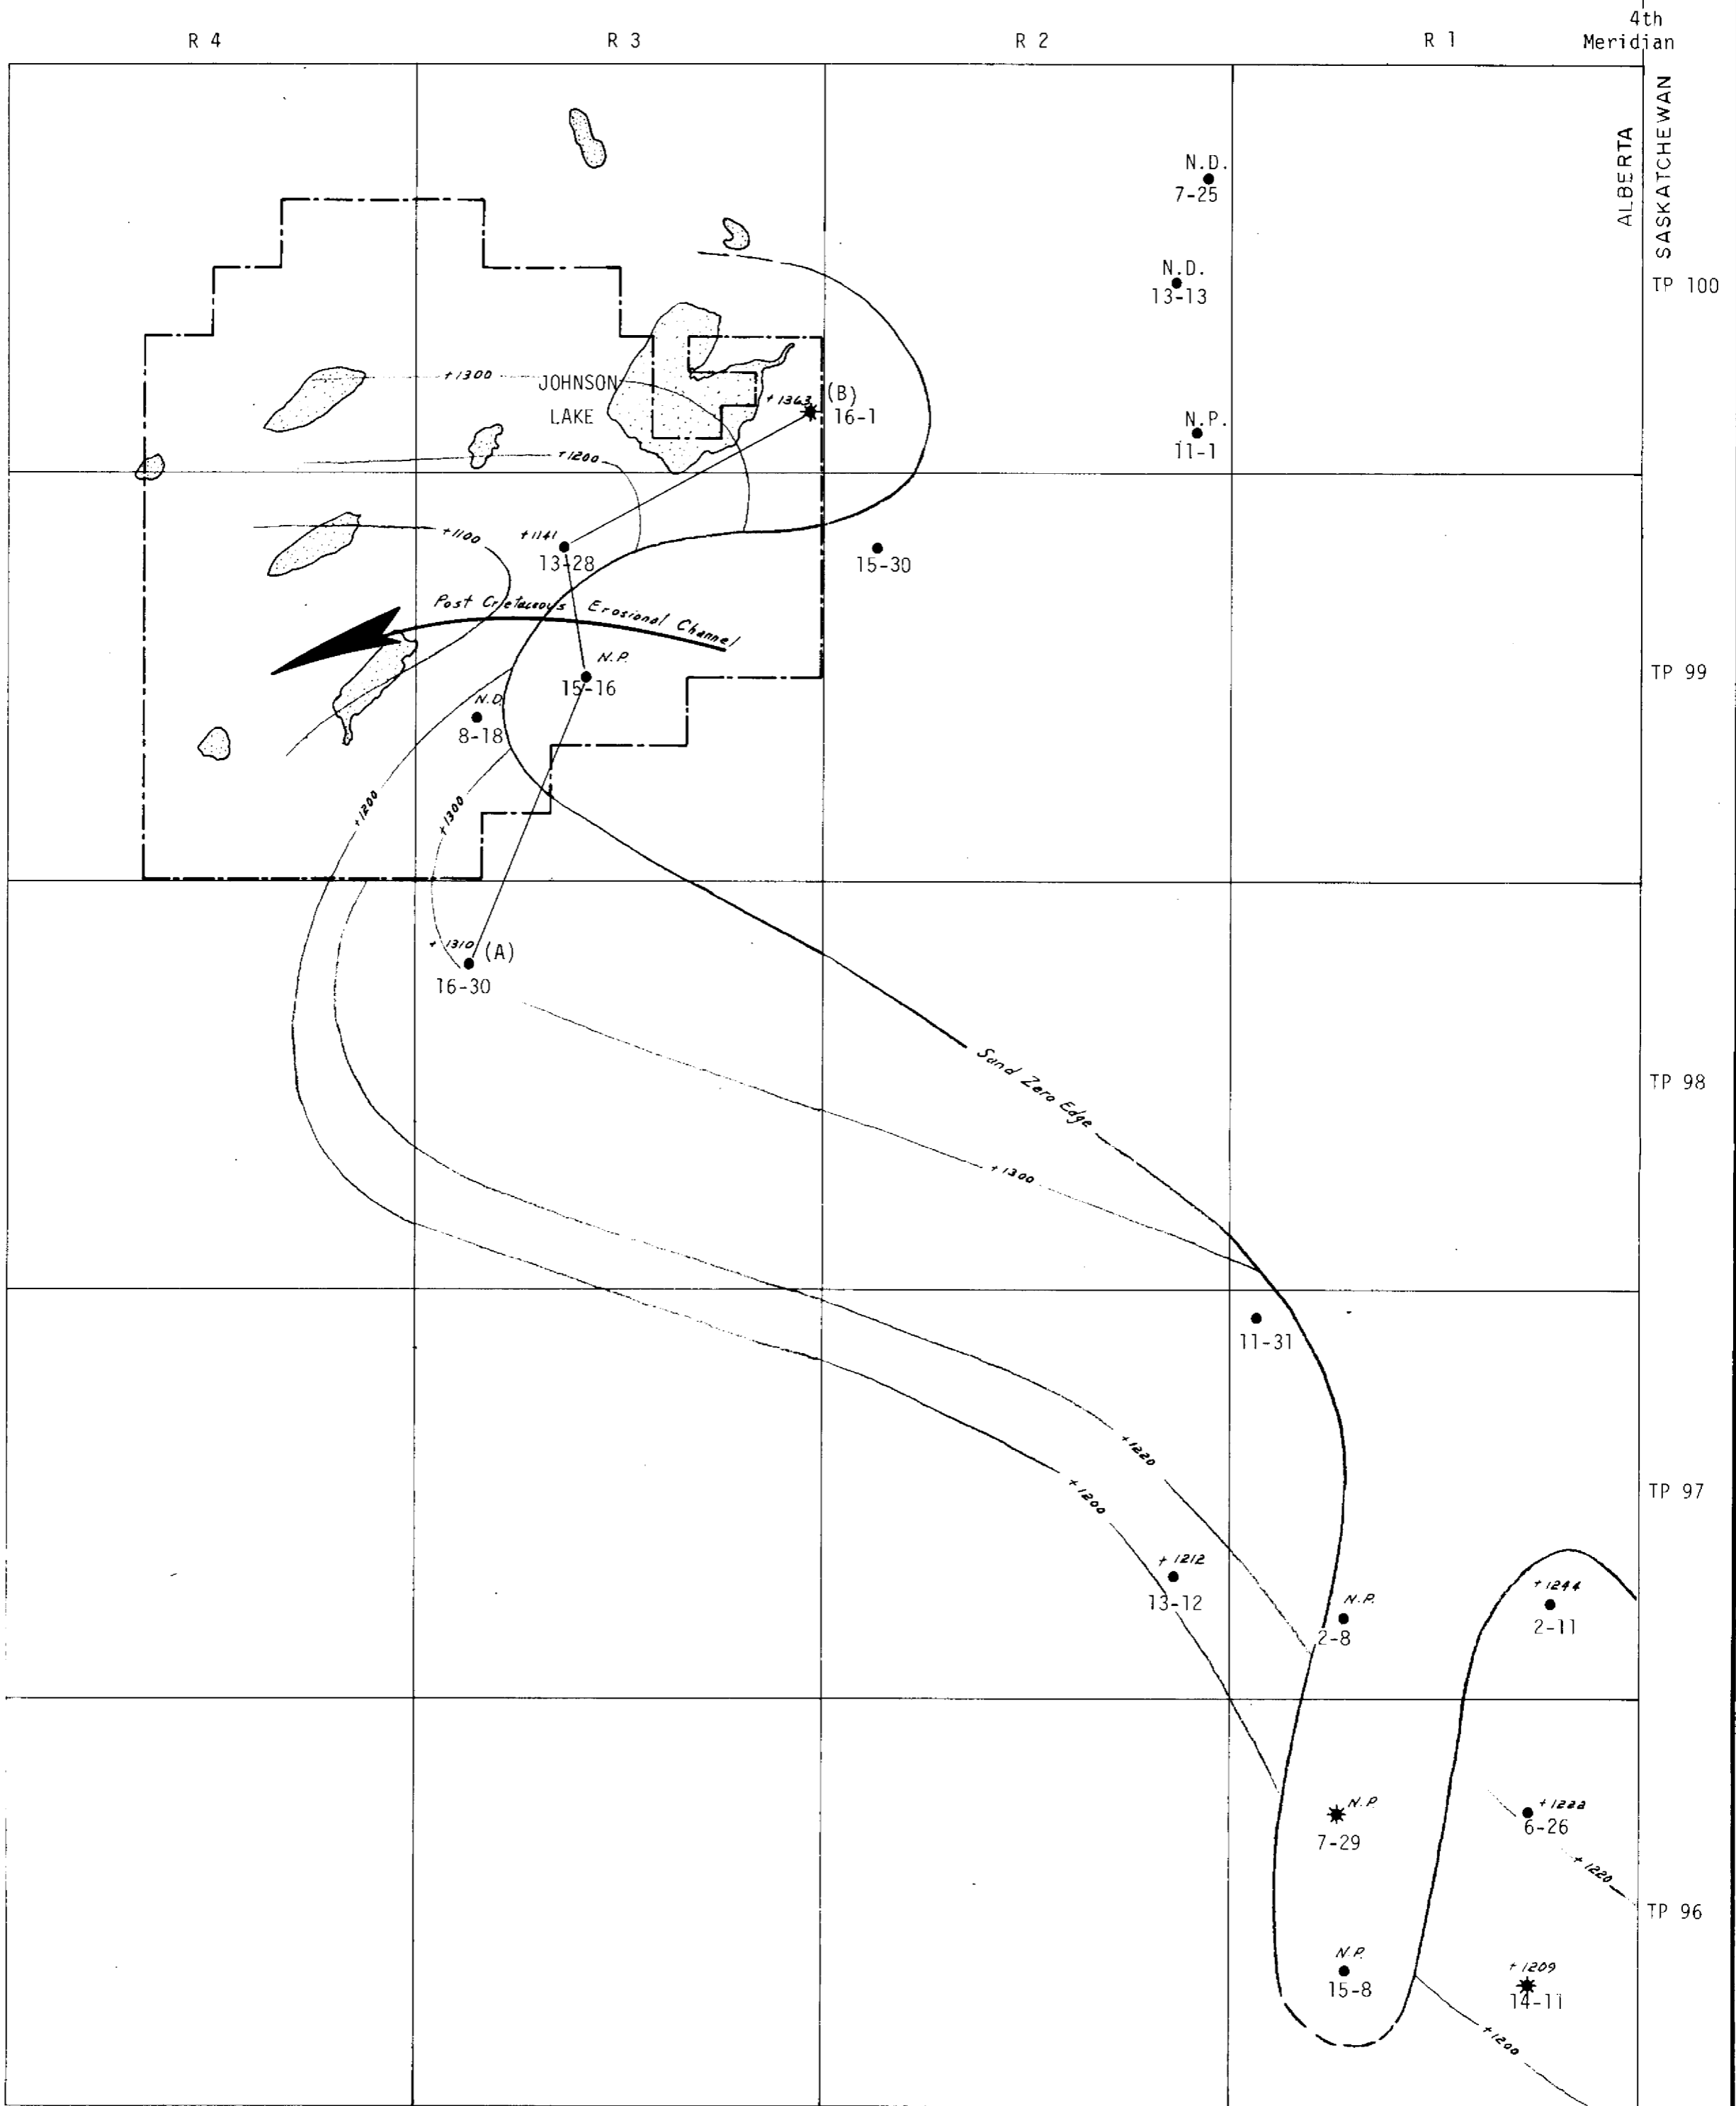 4th
R 4 R 3 R 2 R 1 Meridian
ALBERTA
SASKATCHEWAN
N.D.
7-25
N.D.
13-13
TP 100
+1300
JOHNSON
LAKE
+1363
(B)
16-1
N.P.
11-1
+1200
+1100
+1141
13-28
15-30
Post Cretaceous Erosional Channel
N.P.
15-16
TP 99
N.D.
8-18
+1200
+1300
+1310 (A)
16-30
Sand Zero Edge
TP 98
+1300
11-31
+1220
+1200
TP 97
+1212
13-12
N.P.
2-8
+1244
2-11
N.P.
7-29
+1222
6-26
+1220
TP 96
N.P.
15-8
+1209
14-11
+1200